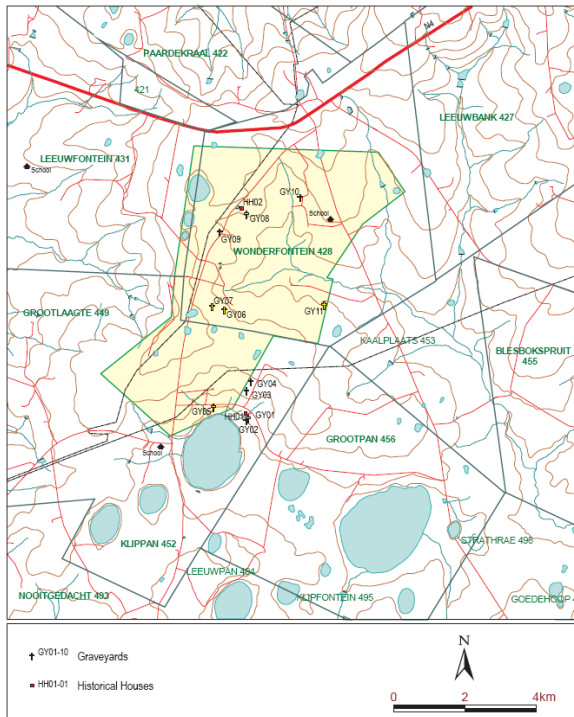 N4
PAARDEKRAAL 422
421
LEEUWBANK 427
LEEUWFONTEIN 431
School
GY10
HH02
GY08
School
GY09
WONDERFONTEIN 428
GY07
GY06
GY11
GROOTLAAGTE 449
KAALPLAATS 453
BLESBOKSPRUIT
455
GY04
GY03
GY05
HH01
GY01
GY02
GROOTPAN 456
School
KLIPPAN 452
STRATHRAE 496
LEEUWPAN 494
NOOITGEDACHT 493
KLIPFONTEIN 495
GOEDEHOOP 4
GY01-10 Graveyards
HH01-01 Historical Houses
N
0 2 4km